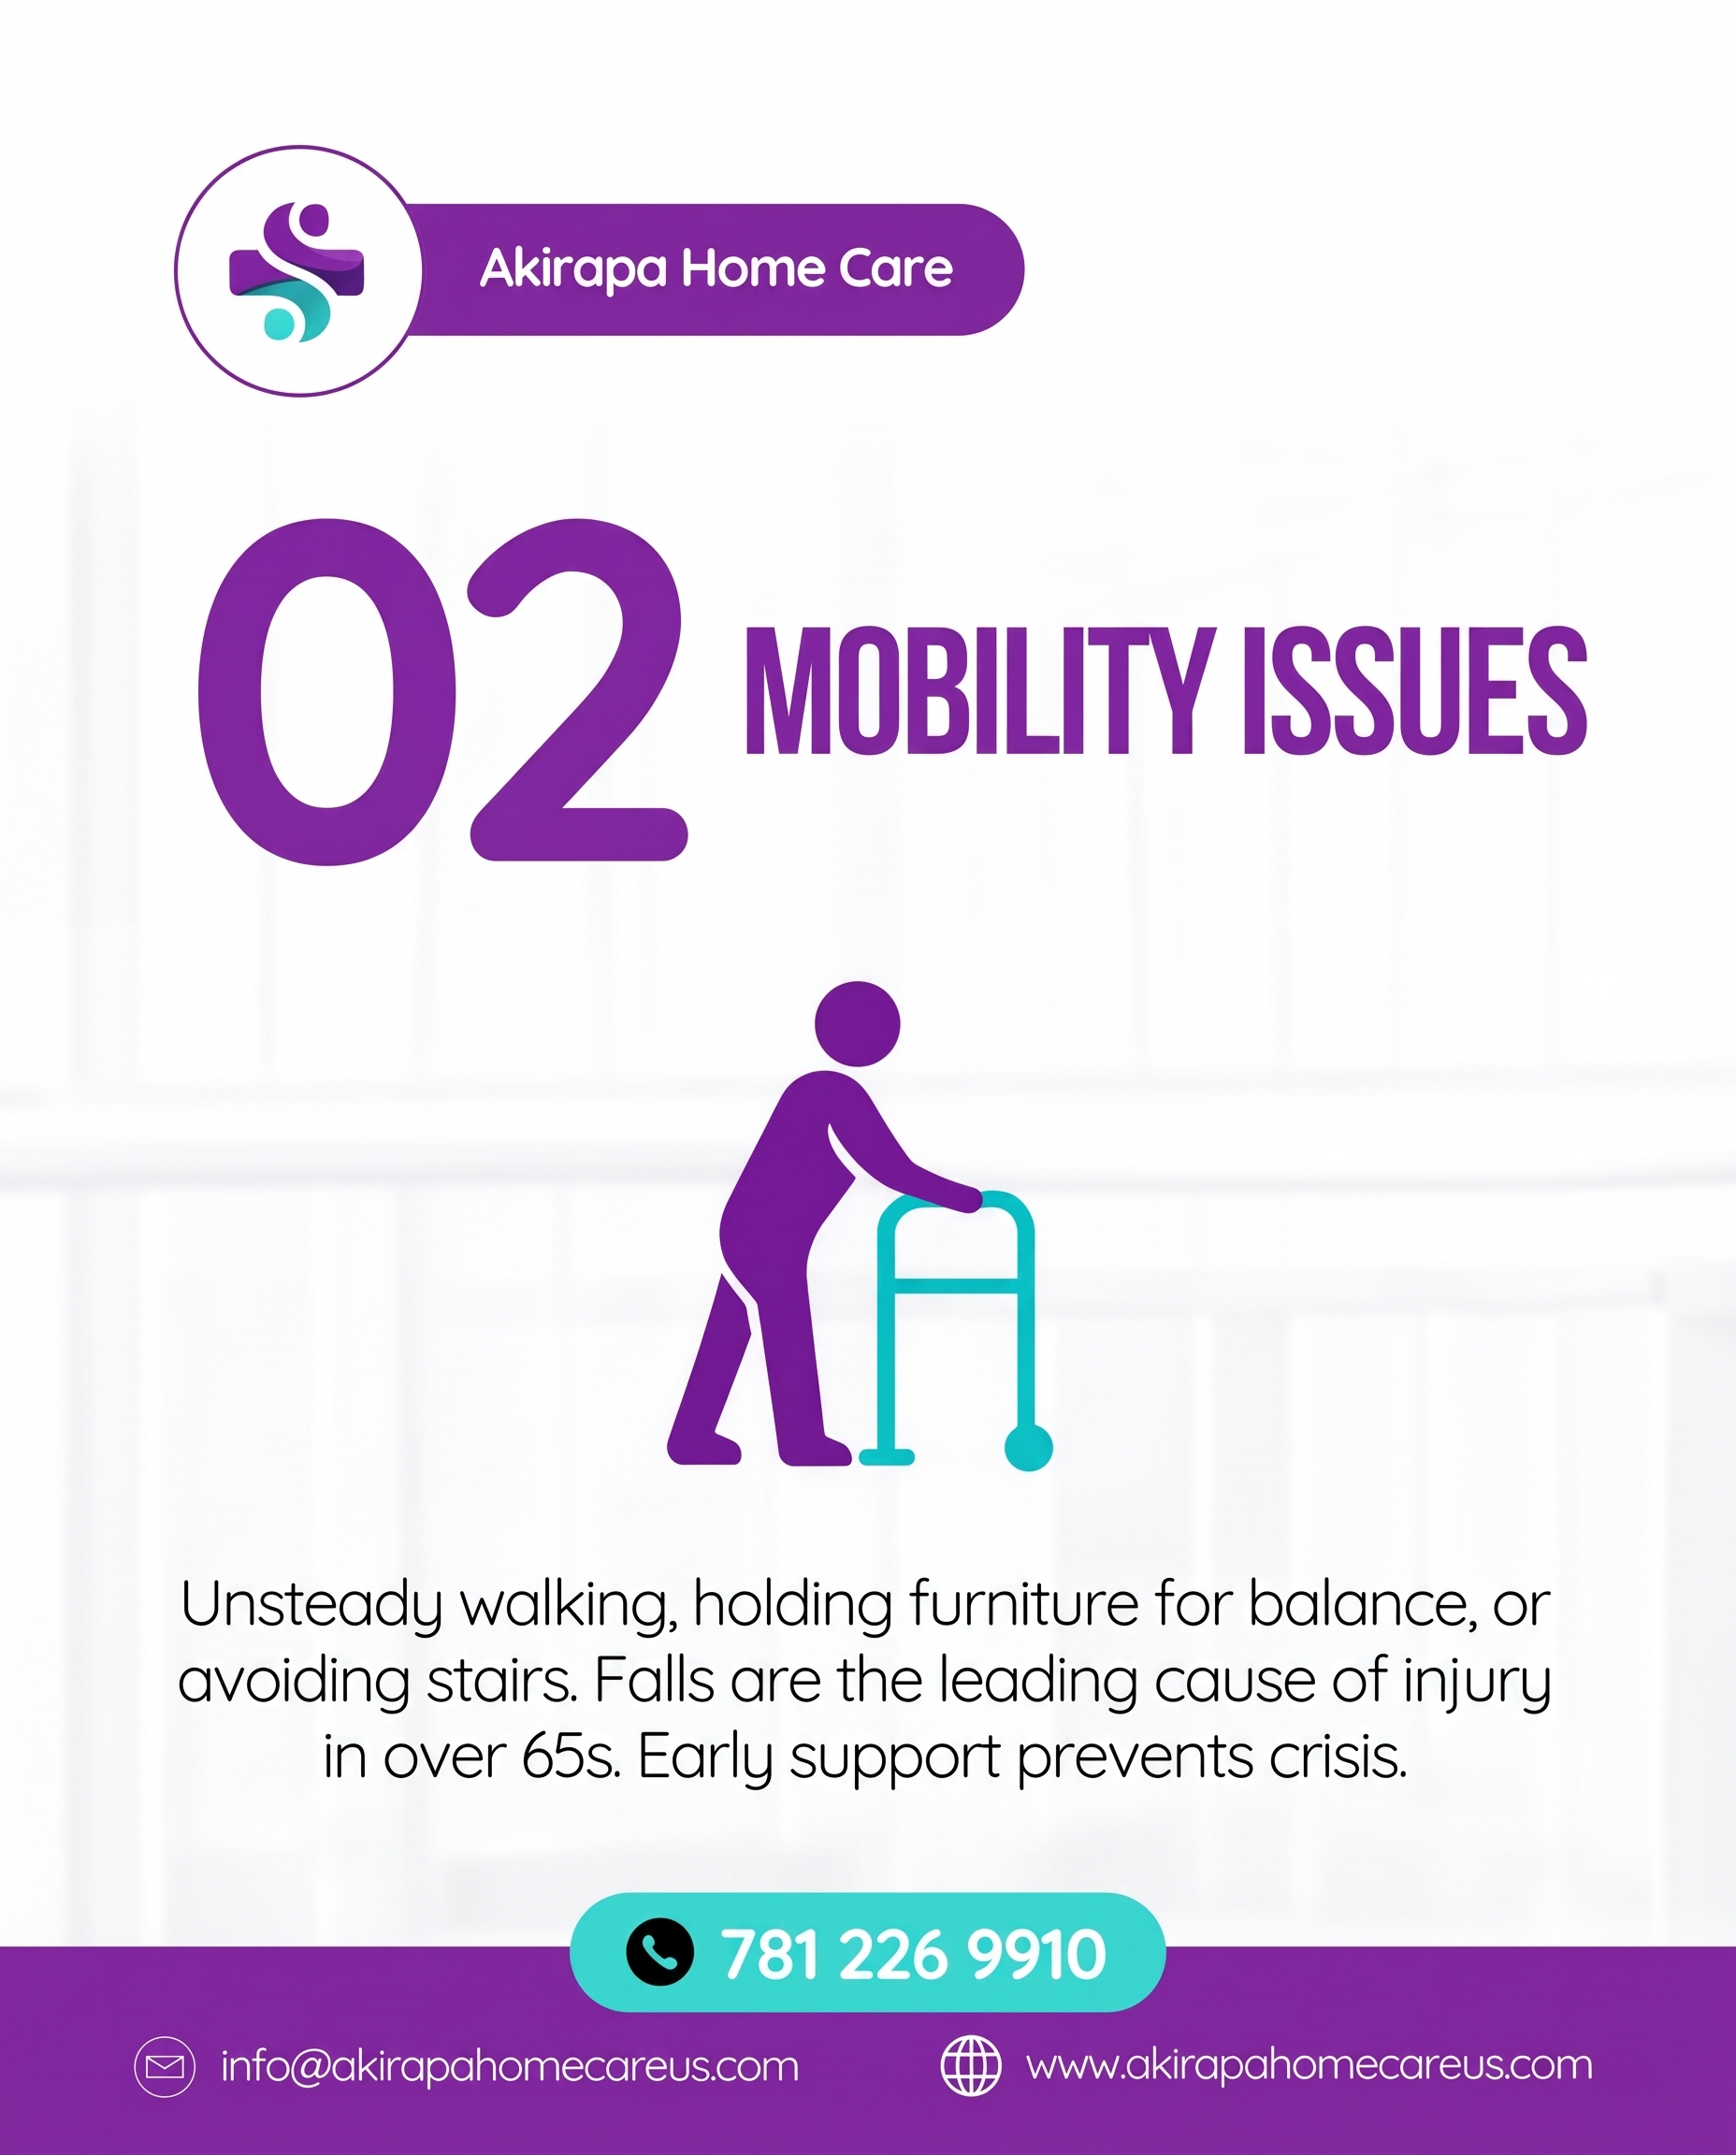 Akirapa Home Care
02 MOBILITY ISSUES
Unsteady walking, holding furniture for balance, or
avoiding stairs. Falls are the leading cause of injury
in over 65s. Early support prevents crisis.
781 226 9910
info@akirapahomecareus.com
www.akirapahomecareus.com